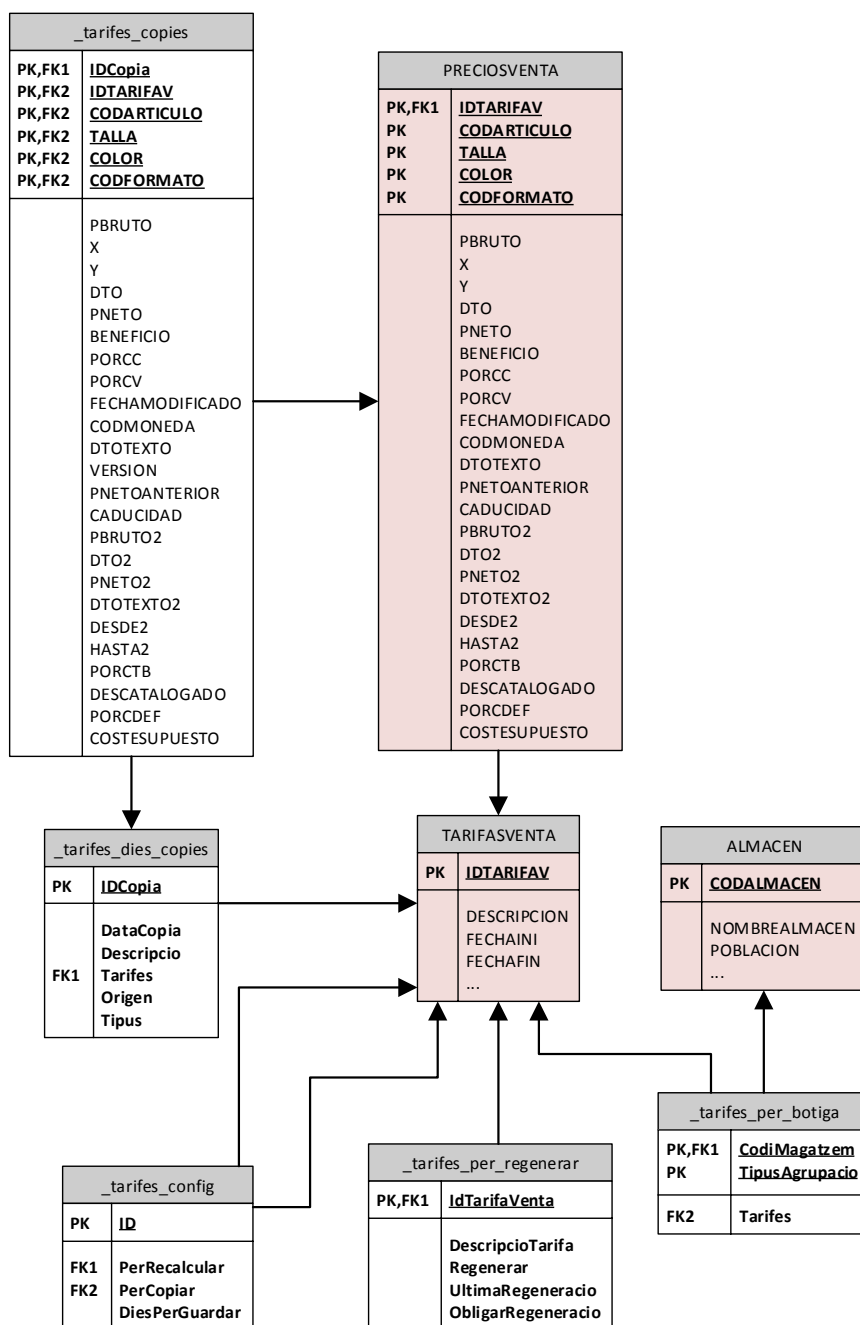 _tarifes_copies
PK,FK1 IDCopia
PK,FK2 IDTARIFAV
PK,FK2 CODARTICULO
PK,FK2 TALLA
PK,FK2 COLOR
PK,FK2 CODFORMATO
PBRUTO
X
Y
DTO
PNETO
BENEFICIO
PORCC
PORCV
FECHAMODIFICADO
CODMONEDA
DTOTEXTO
VERSION
PNETOANTERIOR
CADUCIDAD
PBRUTO2
DTO2
PNETO2
DTOTEXTO2
DESDE2
HASTA2
PORCTB
DESCATALOGADO
PORCDEF
COSTESUPUESTO
PRECIOSVENTA
PK,FK1 IDTARIFAV
PK CODARTICULO
PK TALLA
PK COLOR
PK CODFORMATO
PBRUTO
X
Y
DTO
PNETO
BENEFICIO
PORCC
PORCV
FECHAMODIFICADO
CODMONEDA
DTOTEXTO
PNETOANTERIOR
CADUCIDAD
PBRUTO2
DTO2
PNETO2
DTOTEXTO2
DESDE2
HASTA2
PORCTB
DESCATALOGADO
PORCDEF
COSTESUPUESTO
_tarifes_dies_copies
PK IDCopia
DataCopia
Descripcio
FK1 Tarifes
Origen
Tipus
TARIFASVENTA
PK IDTARIFAV
DESCRIPCION
FECHAINI
FECHAFIN
...
ALMACEN
PK CODALMACEN
NOMBREALMACEN
POBLACION
...
_tarifes_config
PK ID
FK1 PerRecalcular
FK2 PerCopiar
DiesPerGuardar
_tarifes_per_regenerar
PK,FK1 IdTarifaVenta
DescripcioTarifa
Regenerar
UltimaRegeneracio
ObligarRegeneracio
_tarifes_per_botiga
PK,FK1 CodiMagatzem
PK TipusAgrupacio
FK2 Tarifes